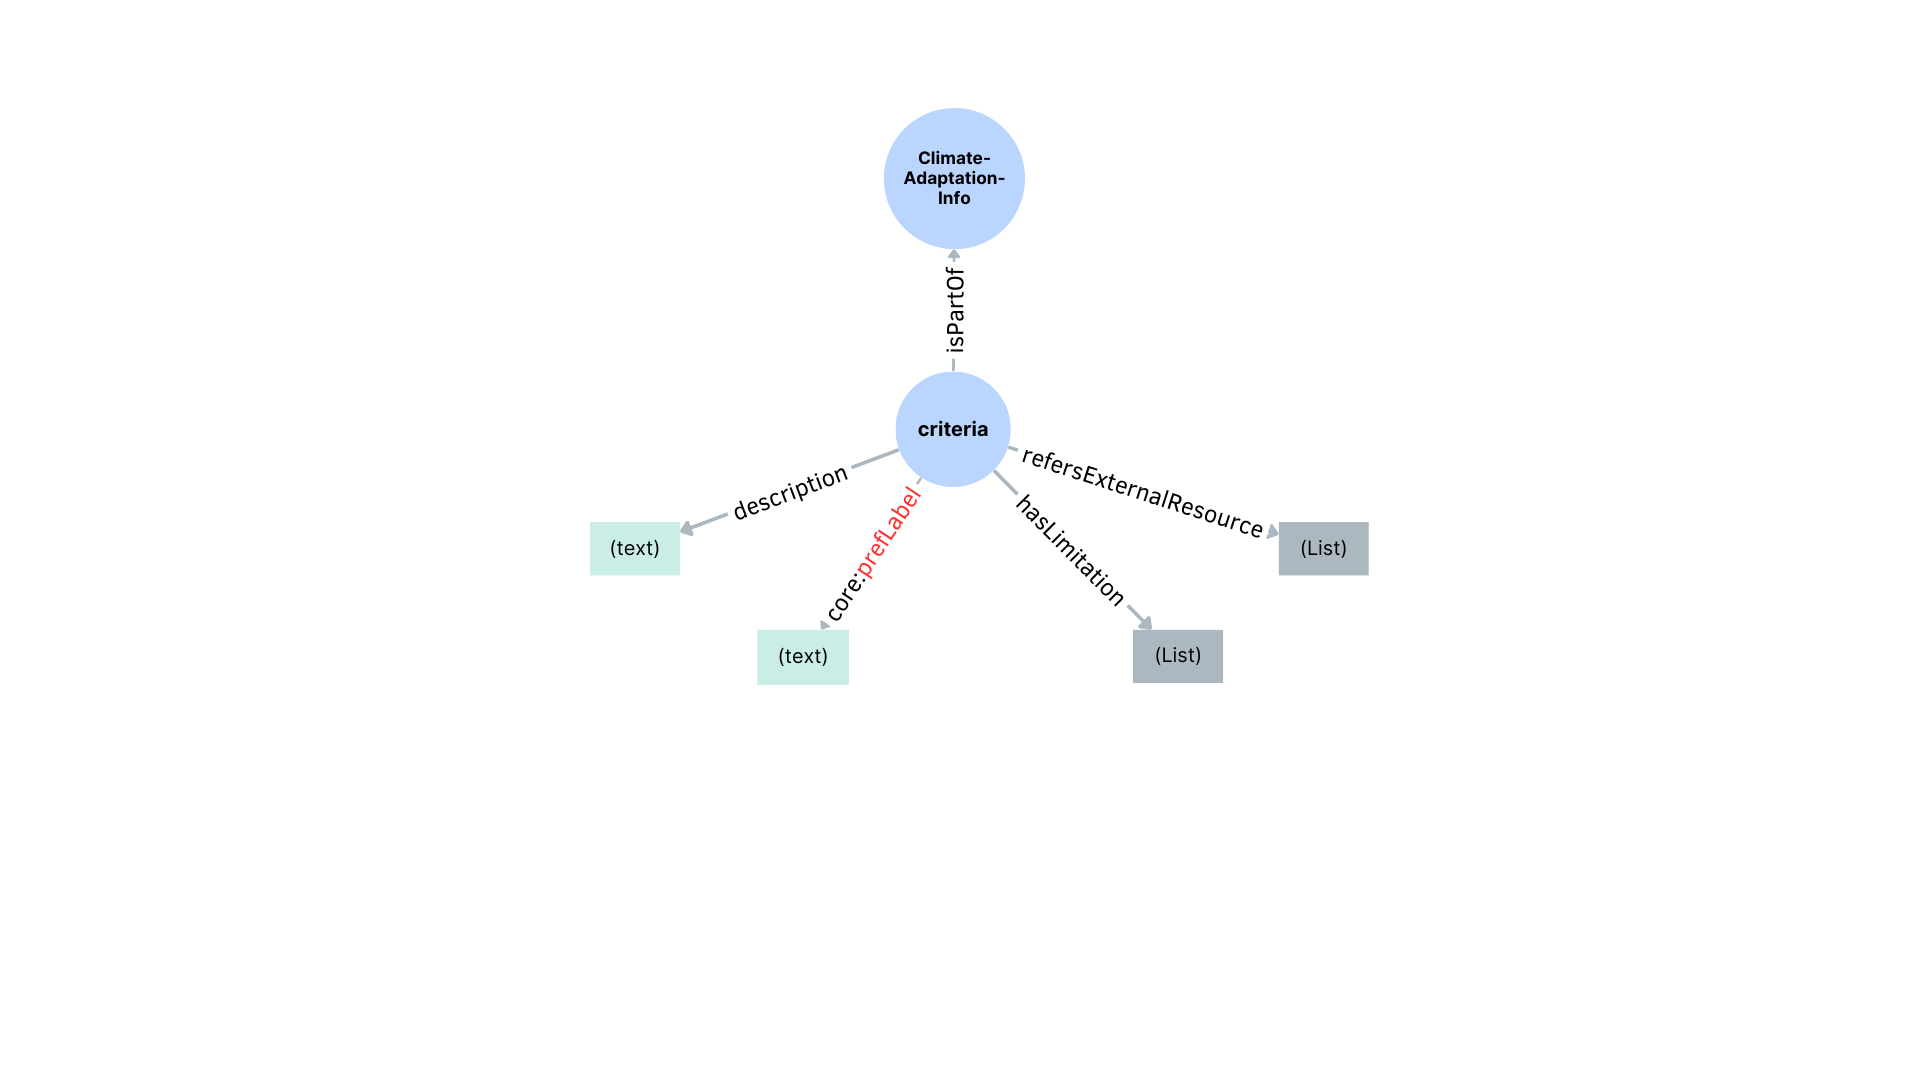 Climate-
Adaptation-
Info
isPartOf
criteria
description
core:prefLabel
hasLimitation
refersExternalResource
(text)
(List)
(text)
(List)